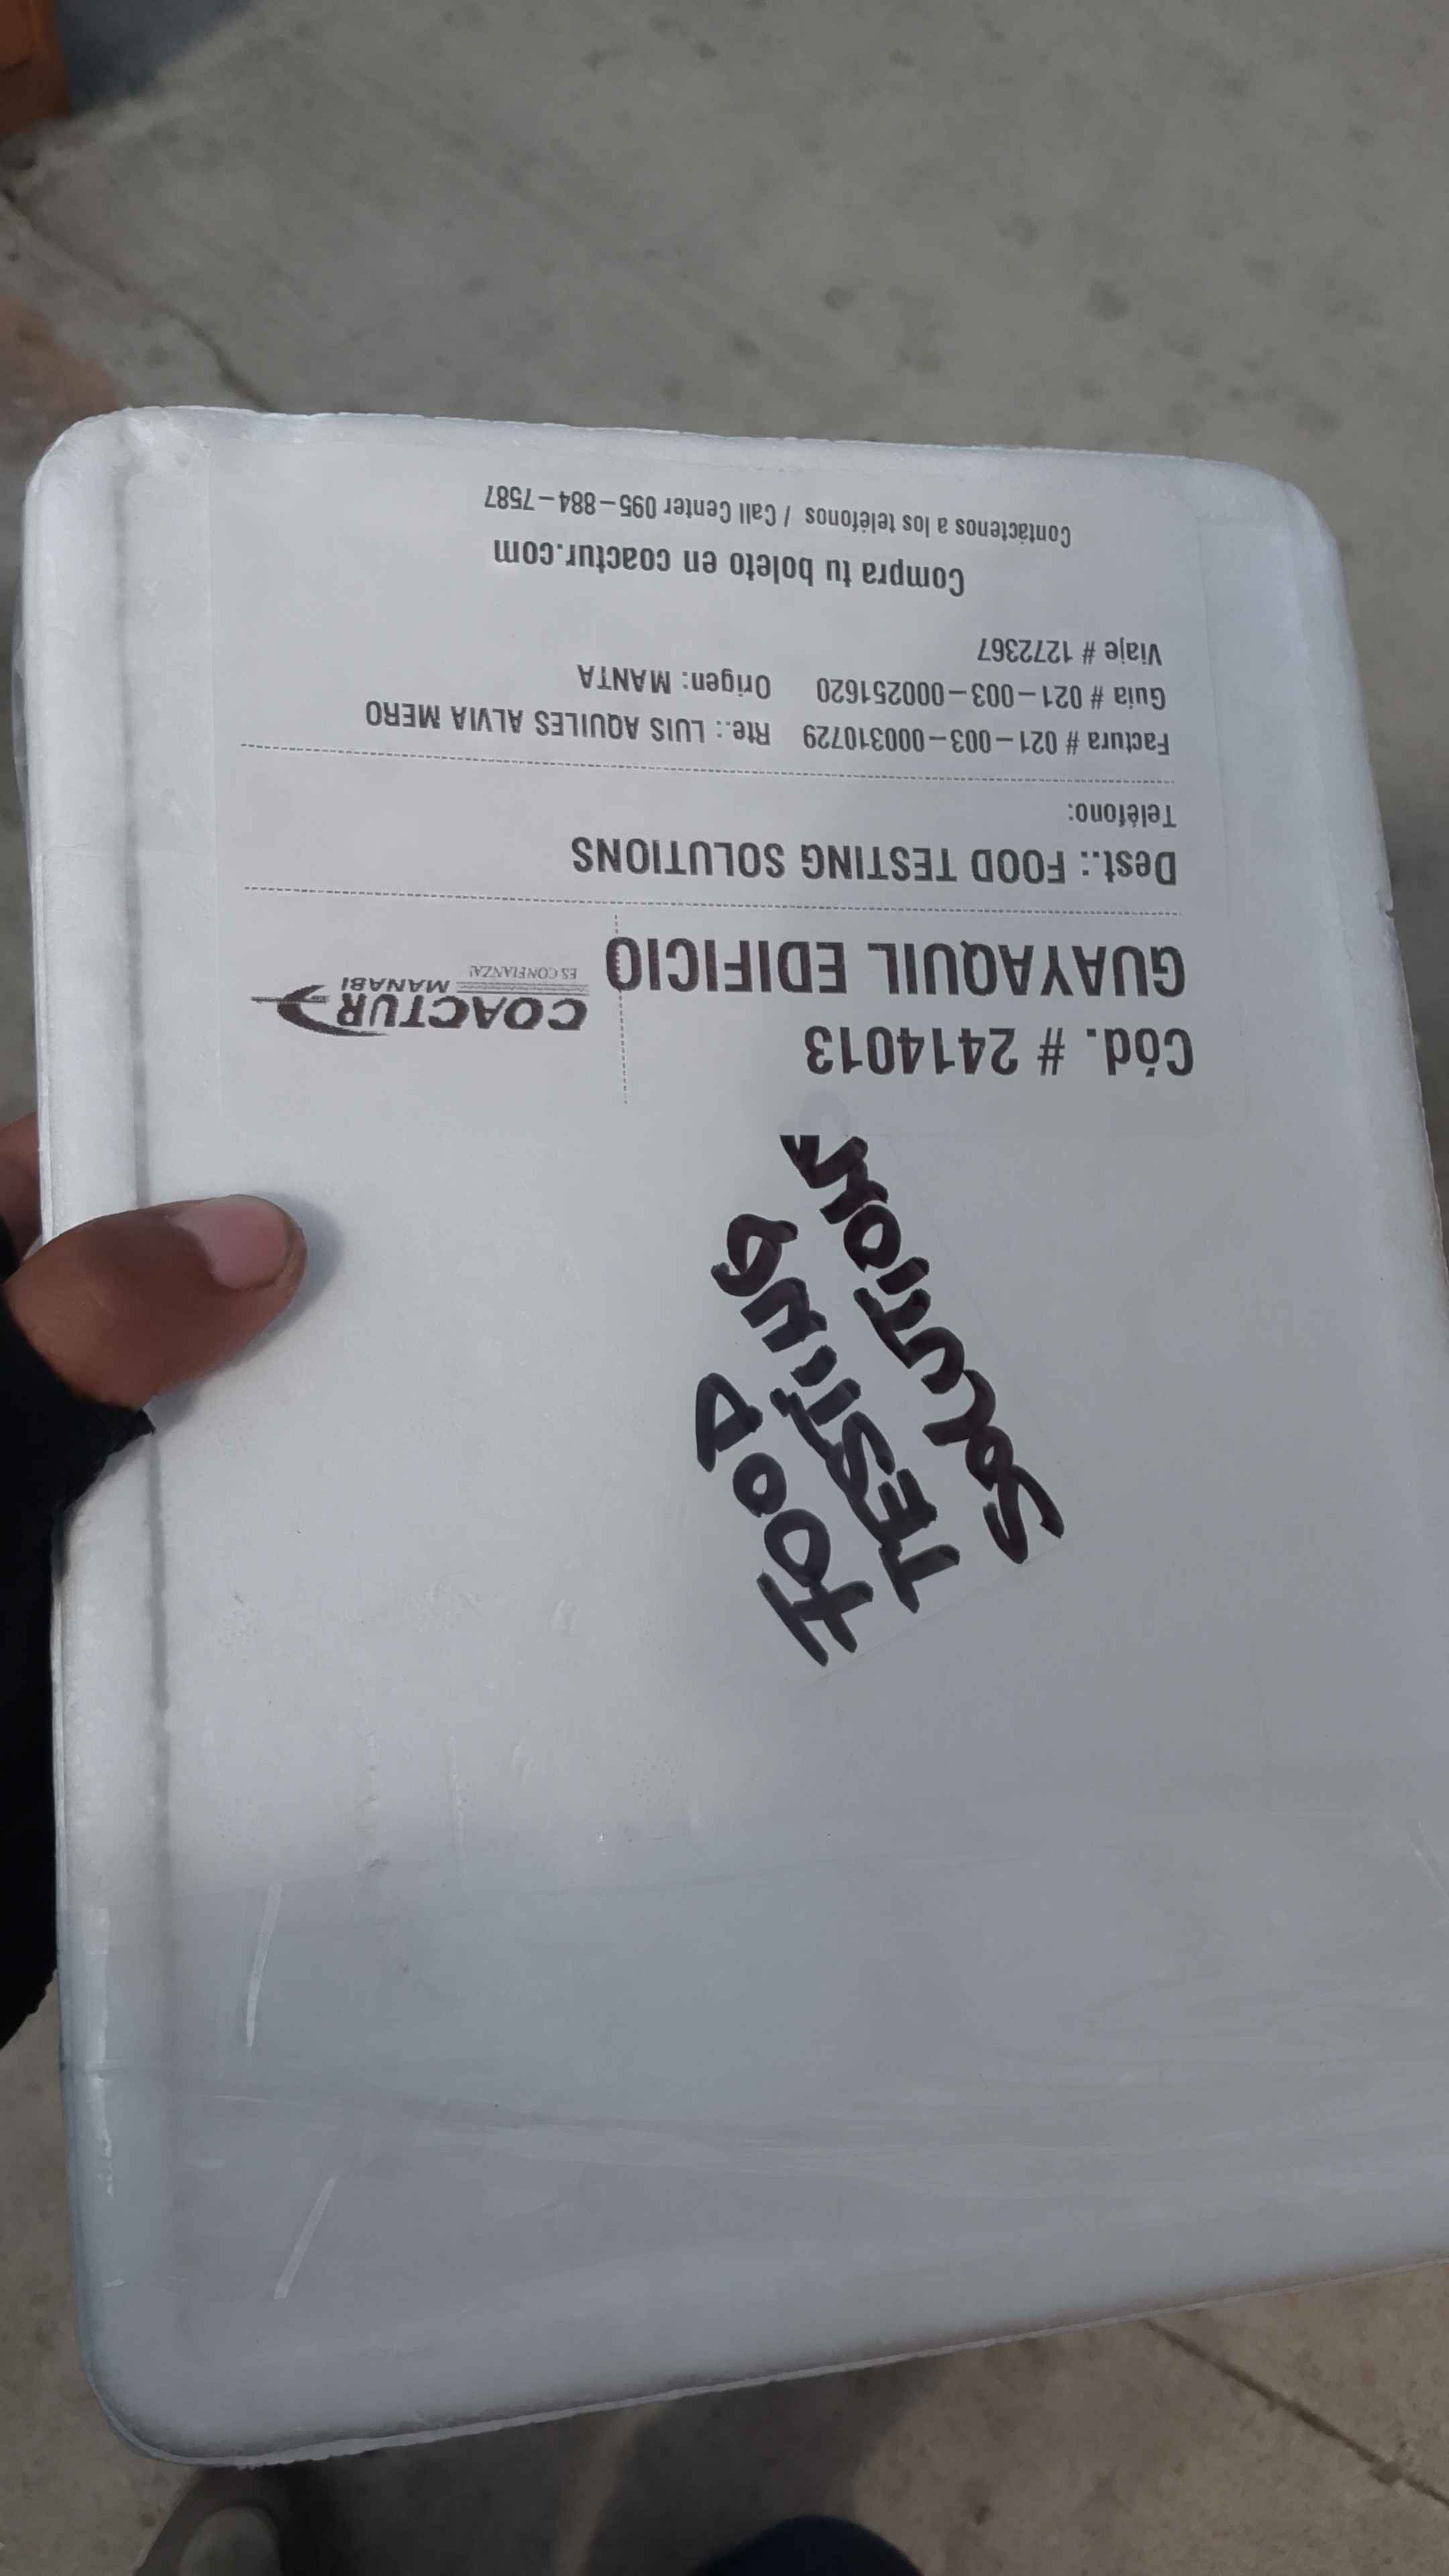 Cód. # 2414013
GUAYAQUIL EDIFICIO
COACTUR
MANABI
ES CONFIANZA!
Dest.: FOOD TESTING SOLUTIONS
Teléfono:
Factura # 021-003-000310729 Rte.: LUIS AQUILES ALVIA MERO
Guia # 021-003-000251620 Origen: MANTA
Viaje # 1272367
Compra tu boleto en coactur.com
Contáctenos a los teléfonos / Call Center 095-884-7587
FOOD
TESTING
SOLUTIONS